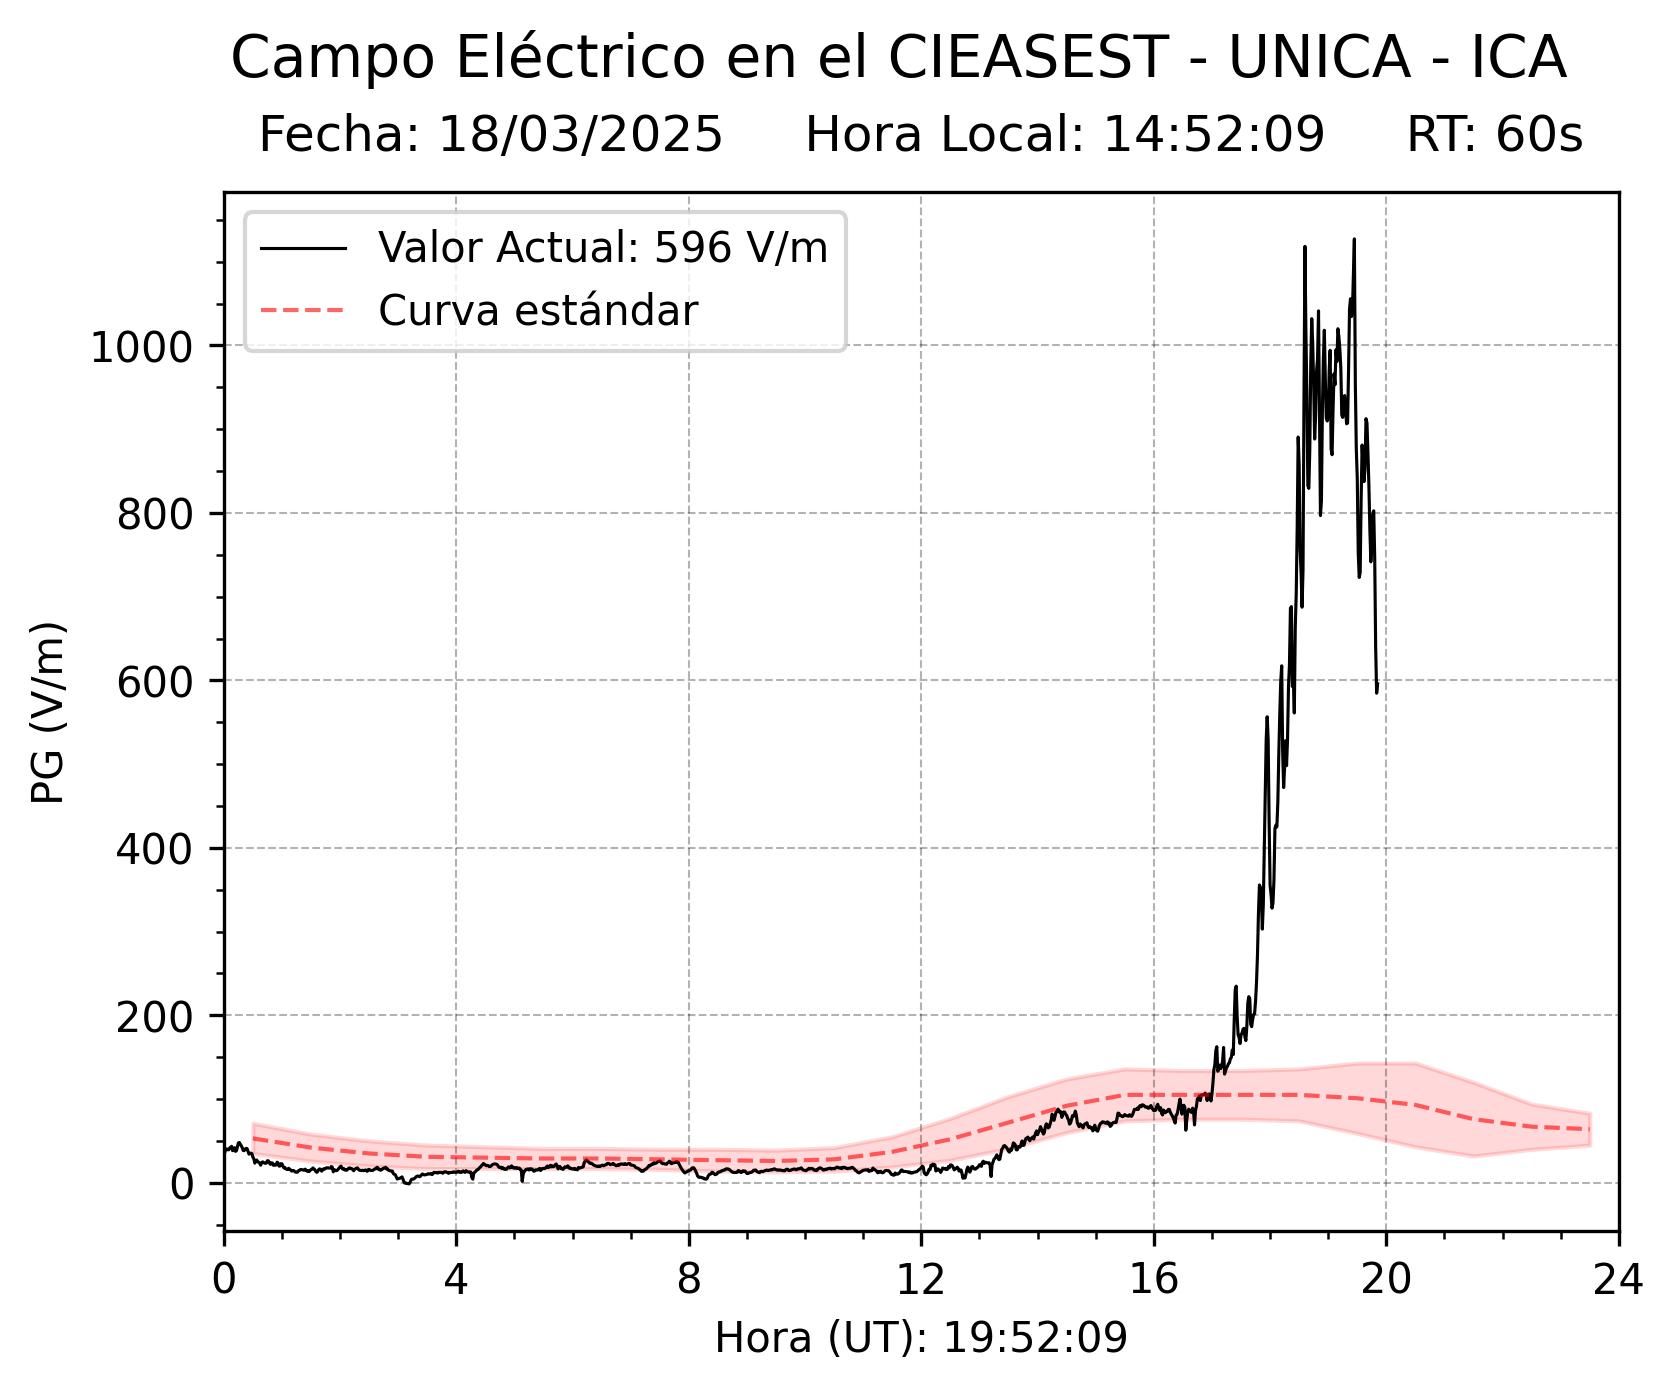 Campo Eléctrico en el CIEASEST - UNICA - ICA
Fecha: 18/03/2025 Hora Local: 14:52:09 RT: 60s
Valor Actual: 596 V/m
Curva estándar
PG (V/m)
1000
800
600
400
200
0
0 4 8 12 16 20 24
Hora (UT): 19:52:09